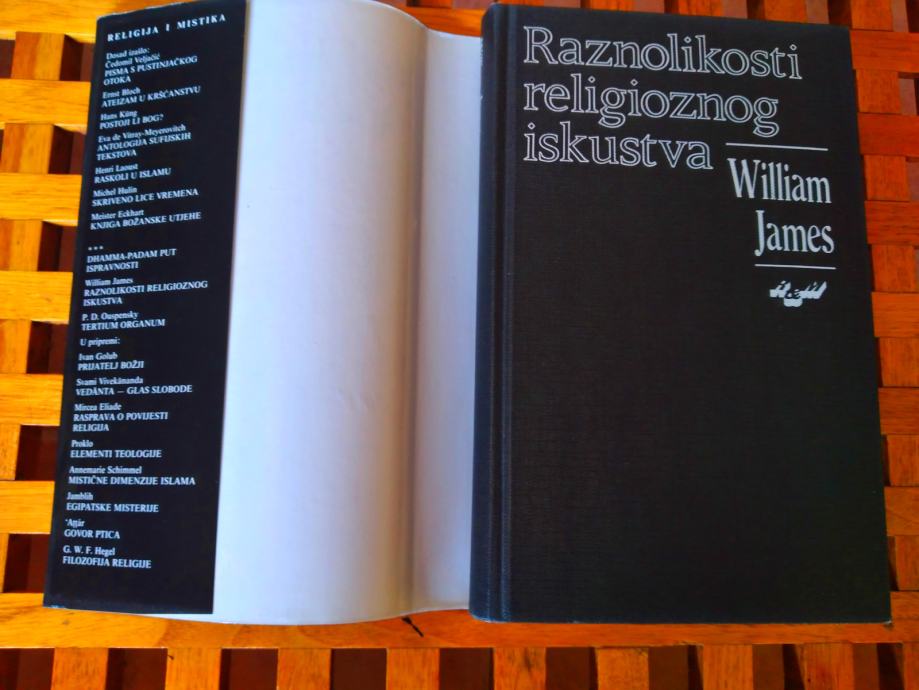 RELIGIJA I MISTIKA
Dosad izašlo:
Čedomil Veljačić
PISMA S PUSTINJAČKOG
OTOKA
Ernst Bloch
ATEIZAM U KRŠĆANSTVU
Hans Küng
POSTOJI LI BOG?
Eva de Vitray-Meyerovitch
ANTOLOGIJA SUFIJSKIH
TEKSTOVA
Henri Laoust
RASKOLI U ISLAMU
Michel Hulin
SKRIVENO LICE VREMENA
Meister Eckhart
KNJIGA BOŽANSKE UTJEHE
***
DHAMMA-PADAM PUT
ISPRAVNOSTI
William James
RAZNOLIKOSTI RELIGIOZNOG
ISKUSTVA
P. D. Ouspensky
TERTIUM ORGANUM
U pripremi:
Ivan Golub
PRIJATELJ BOŽJI
Svami Vivekānanda
VEDĀNTA — GLAS SLOBODE
Mircea Eliade
RASPRAVA O POVIJESTI
RELIGIJA
Proklo
ELEMENTI TEOLOGIJE
Annemarie Schimmel
MISTIČNE DIMENZIJE ISLAMA
Jamblih
EGIPATSKE MISTERIJE
'Aṭṭār
GOVOR PTICA
G. W. F. Hegel
FILOZOFIJA RELIGIJE
Raznolikosti
religioznog
iskustva
William
James